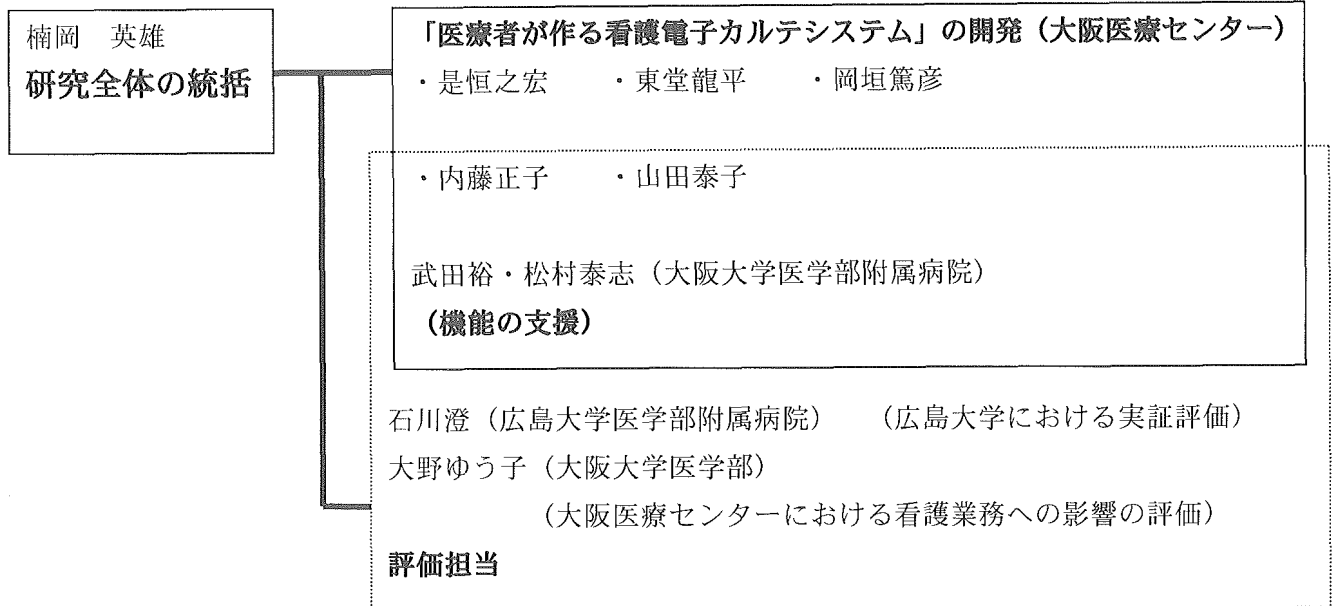 楠岡　英雄
研究全体の統括
「医療者が作る看護電子カルテシステム」の開発（大阪医療センター）
・是恒之宏　　・東堂龍平　　・岡垣篤彦
・内藤正子　　・山田泰子
武田裕・松村泰志（大阪大学医学部附属病院）
（機能の支援）
石川澄（広島大学医学部附属病院）　（広島大学における実証評価）
大野ゆう子（大阪大学医学部）
（大阪医療センターにおける看護業務への影響の評価）
評価担当